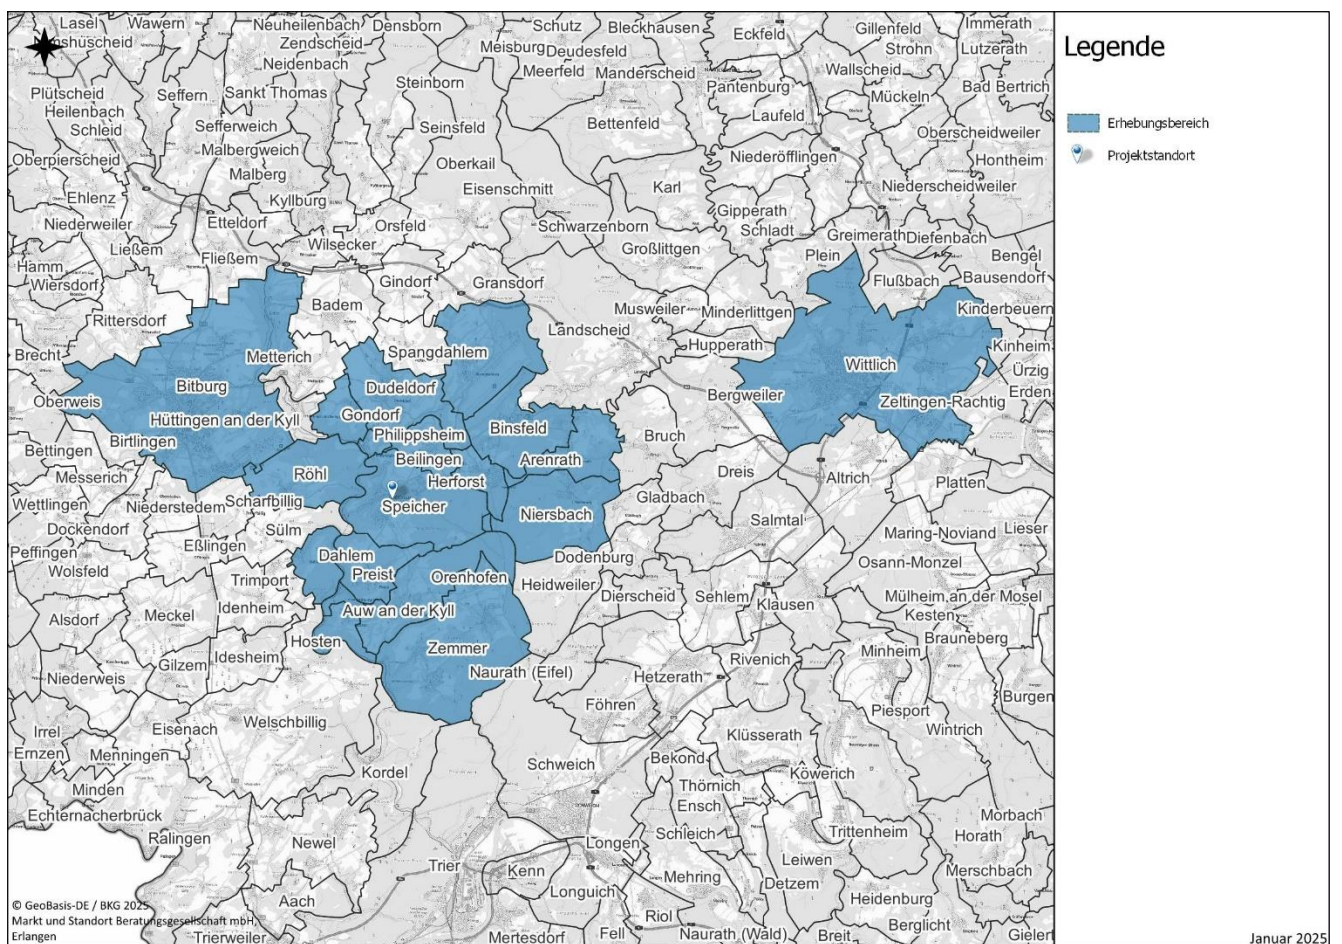 Lasel
Wawern
Neuheilenbach
Densborn
Schutz
Bleckhausen
Eckfeld
Gillenfeld
Immerath
Zendscheid
Meisburg
Deudesfeld
Strohn
Lutzerath
Neidenbach
Meerfeld
Manderscheid
Wallscheid
Plütscheid
Seffern
Sankt Thomas
Steinborn
Pantenburg
Mückeln
Bad Bertrich
Heilenbach
Laufeld
Schleid
Sefferweich
Seinsfeld
Bettenfeld
Oberscheidweiler
Oberpierscheid
Malbergweich
Oberkail
Niederöfflingen
Hontheim
Malberg
Ehlenz
Kyllburg
Eisenschmitt
Karl
Niederscheidweiler
Niederweiler
Etteldorf
Orsfeld
Schwarzenborn
Gipperath
Schladt
Ließem
Wilsecker
Großlittgen
Greimerath
Diefenbach
Fließem
Plein
Bengel
Hamm
Gindorf
Gransdorf
Flußbach
Bausendorf
Wiersdorf
Badem
Musweiler
Minderlittgen
Kinderbeuern
Rittersdorf
Landscheid
Brecht
Metterich
Spangdahlem
Hupperath
Kinheim
Bitburg
Dudeldorf
Wittlich
Ürzig
Oberweis
Bergweiler
Zeltingen-Rachtig
Erden
Hüttingen an der Kyll
Gondorf
Birtlingen
Philippsheim
Binsfeld
Bruch
Bettingen
Beilingen
Arenrath
Messerich
Röhl
Herforst
Dreis
Altrich
Platten
Wettlingen
Niederstedem
Scharfbillig
Speicher
Niersbach
Gladbach
Dockendorf
Sülm
Salmtal
Maring-Noviand
Lieser
Peffingen
Eßlingen
Dahlem
Dodenburg
Osann-Monzel
Wolsfeld
Trimport
Preist
Orenhofen
Heidweiler
Dierscheid
Sehlem
Klausen
Mülheim an der Mosel
Alsdorf
Meckel
Idenheim
Auw an der Kyll
Kesten
Hosten
Zemmer
Brauneberg
Gilzem
Idesheim
Naurath (Eifel)
Rivenich
Minheim
Niederweis
Hetzerath
Burgen
Welschbillig
Föhren
Piesport
Irrel
Eisenach
Klüsserath
Wintrich
Ernzen
Menningen
Kordel
Schweich
Bekond
Köwerich
Minden
Thörnich
Echternacherbrück
Ensch
Morbach
Ralingen
Newel
Schleich
Trittenheim
Horath
Trier
Kenn
Longen
Leiwen
Merschbach
Aach
Longuich
Mehring
Detzem
Heidenburg
Riol
Berglicht
Trierweiler
Mertesdorf
Fell
Naurath (Wald)
Breit
Gielert
© GeoBasis-DE / BKG 2025
Markt und Standort Beratungsgesellschaft mbH,
Erlangen
Legende
Erhebungsbereich
Projektstandort
Januar 2025